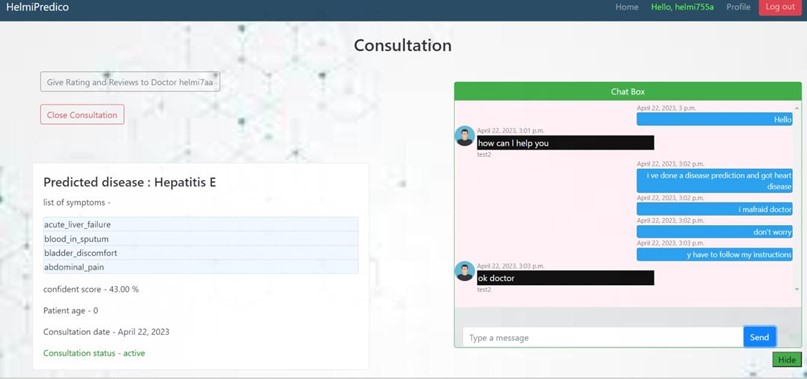 HelmiPredico
Home
Hello, helmi755a
Profile
Log out
Consultation
Give Rating and Reviews to Doctor helmi7aa
Close Consultation
Predicted disease : Hepatitis E
list of symptoms -
acute_liver_failure
blood_in_sputum
bladder_discomfort
abdominal_pain
confident score - 43.00 %
Patient age - 0
Consultation date - April 22, 2023
Consultation status - active
Chat Box
April 22, 2023, 3 p.m.
Hello
April 22, 2023, 3:01 p.m.
how can I help you
test2
April 22, 2023, 3:02 p.m.
i ve done a disease prediction and got heart
disease
April 22, 2023, 3:02 p.m.
i mafraid doctor
April 22, 2023, 3:02 p.m.
don't worry
April 22, 2023, 3:03 p.m.
y have to follow my instructions
April 22, 2023, 3:03 p.m.
ok doctor
test2
Type a message
Send
Hide